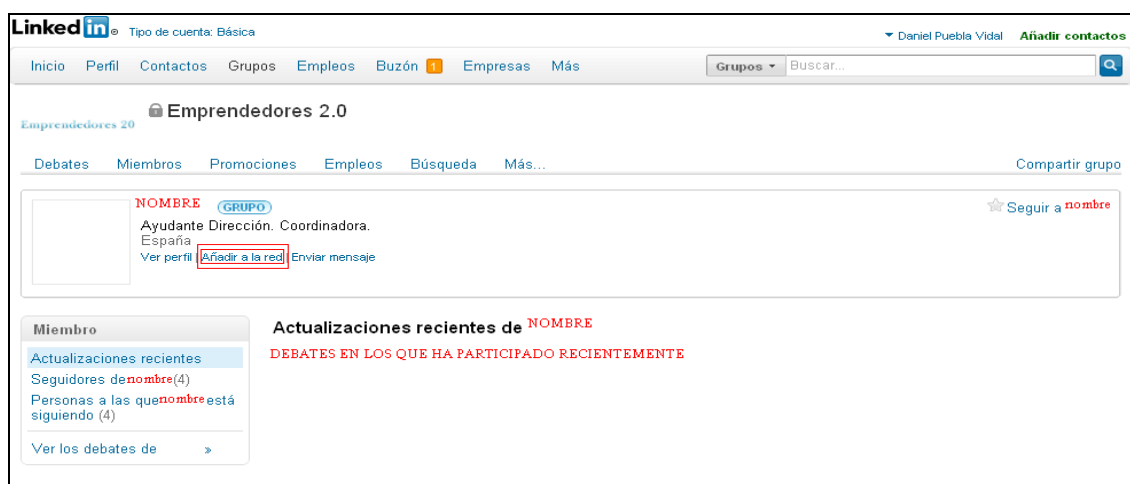 Linked in ® Tipo de cuenta: Básica
Daniel Puebla Vidal Añadir contactos
Inicio Perfil Contactos Grupos Empleos Buzón 1 Empresas Más Grupos Buscar...
Emprendedores 20 Emprendedores 2.0
Debates Miembros Promociones Empleos Búsqueda Más... Compartir grupo
NOMBRE GRUPO Seguir a nombre
Ayudante Dirección. Coordinadora.
España
Ver perfil | Añadir a la red | Enviar mensaje
Miembro
Actualizaciones recientes
Seguidores de nombre (4)
Personas a las que nombre está
siguiendo (4)
Ver los debates de »
Actualizaciones recientes de NOMBRE
DEBATES EN LOS QUE HA PARTICIPADO RECIENTEMENTE